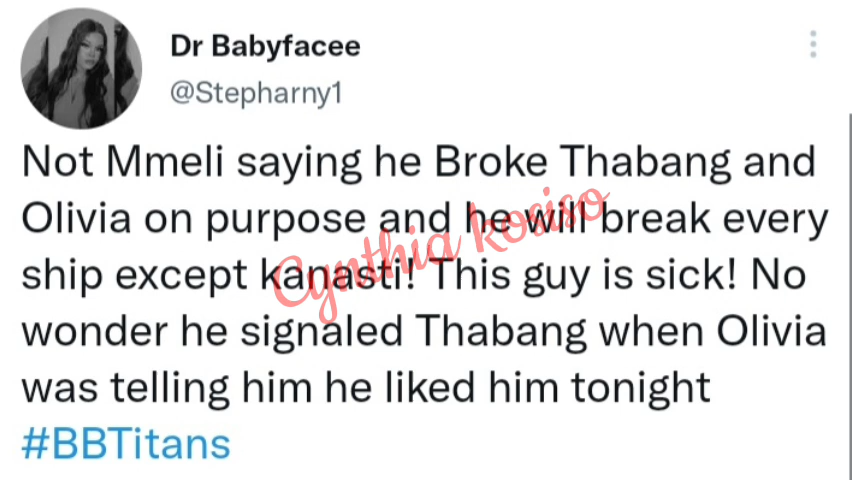 Dr Babyfacee
@Stepharny1
Not Mmeli saying he Broke Thabang and
Olivia on purpose and he will break every
ship except kanasti! This guy is sick! No
wonder he signaled Thabang when Olivia
was telling him he liked him tonight
#BBTitans
Cynthia kosiso